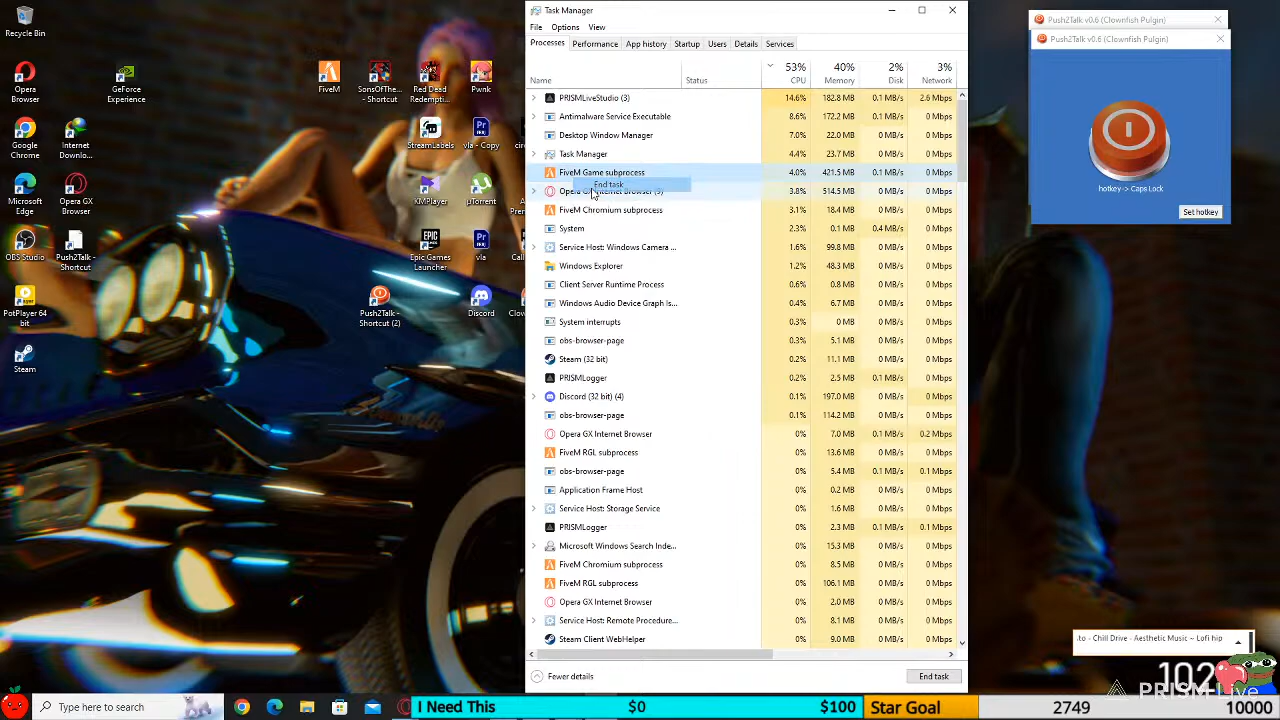 Task Manager
File Options View
Processes Performance App history Startup Users Details Services
53% 40% 2% 3%
Name Status CPU Memory Disk Network
PRISMLiveStudio (3) 14.6% 182.8 MB 0.1 MB/s 2.6 Mbps
Antimalware Service Executable 8.6% 172.2 MB 0.1 MB/s 0 Mbps
Desktop Window Manager 7.0% 22.0 MB 0 MB/s 0 Mbps
Task Manager 4.4% 23.7 MB 0 MB/s 0 Mbps
FiveM Game subprocess 4.0% 421.5 MB 0.1 MB/s 0 Mbps
End task
3.8% 514.5 MB 0 MB/s 0 Mbps
FiveM Chromium subprocess 3.1% 18.4 MB 0 MB/s 0 Mbps
System 2.3% 0.1 MB 0.4 MB/s 0 Mbps
Service Host: Windows Camera ... 1.6% 99.8 MB 0 MB/s 0 Mbps
Windows Explorer 1.2% 48.3 MB 0 MB/s 0 Mbps
Client Server Runtime Process 0.6% 0.8 MB 0 MB/s 0 Mbps
Windows Audio Device Graph Is... 0.4% 6.7 MB 0 MB/s 0 Mbps
System interrupts 0.3% 0 MB 0 MB/s 0 Mbps
obs-browser-page 0.3% 5.1 MB 0 MB/s 0 Mbps
Steam (32 bit) 0.2% 11.1 MB 0 MB/s 0 Mbps
PRISMLogger 0.2% 2.5 MB 0.1 MB/s 0 Mbps
Discord (32 bit) (4) 0.1% 197.0 MB 0 MB/s 0 Mbps
obs-browser-page 0.1% 114.2 MB 0 MB/s 0 Mbps
Opera GX Internet Browser 0% 7.0 MB 0.1 MB/s 0.2 Mbps
FiveM RGL subprocess 0% 13.6 MB 0 MB/s 0 Mbps
obs-browser-page 0% 5.4 MB 0.1 MB/s 0.1 Mbps
Application Frame Host 0% 0.2 MB 0 MB/s 0 Mbps
Service Host: Storage Service 0% 1.6 MB 0 MB/s 0 Mbps
PRISMLogger 0% 2.3 MB 0.1 MB/s 0.1 Mbps
Microsoft Windows Search Inde... 0% 15.3 MB 0 MB/s 0 Mbps
FiveM Chromium subprocess 0% 8.5 MB 0 MB/s 0 Mbps
FiveM RGL subprocess 0% 106.1 MB 0 MB/s 0 Mbps
Opera GX Internet Browser 0% 2.0 MB 0 MB/s 0 Mbps
Service Host: Remote Procedure... 0% 8.1 MB 0 MB/s 0 Mbps
Steam Client WebHelper 0% 9.0 MB 0 MB/s 0 Mbps
Fewer details
End task
Push2Talk v0.6 (Clownfish Pulgin)
Push2Talk v0.6 (Clownfish Pulgin)
hotkey-> Caps Lock
Set hotkey
Recycle Bin
Opera
Browser
GeForce
Experience
FiveM
SonsOfThe...
- Shortcut
Red Dead
Redempti...
Pwnk
Google
Chrome
Internet
Downlo...
StreamLabels
vla - Copy
Microsoft
Edge
Opera GX
Browser
KMPlayer
µTorrent
OBS Studio
Push2Talk -
Shortcut
Epic Games
Launcher
vla
PotPlayer 64
bit
Push2Talk -
Shortcut (2)
Discord
Steam
:to - Chill Drive - Aesthetic Music ~ Lofi hip
PRISM Live
Type here to search
I Need This $0 $100
Star Goal 2749 10000